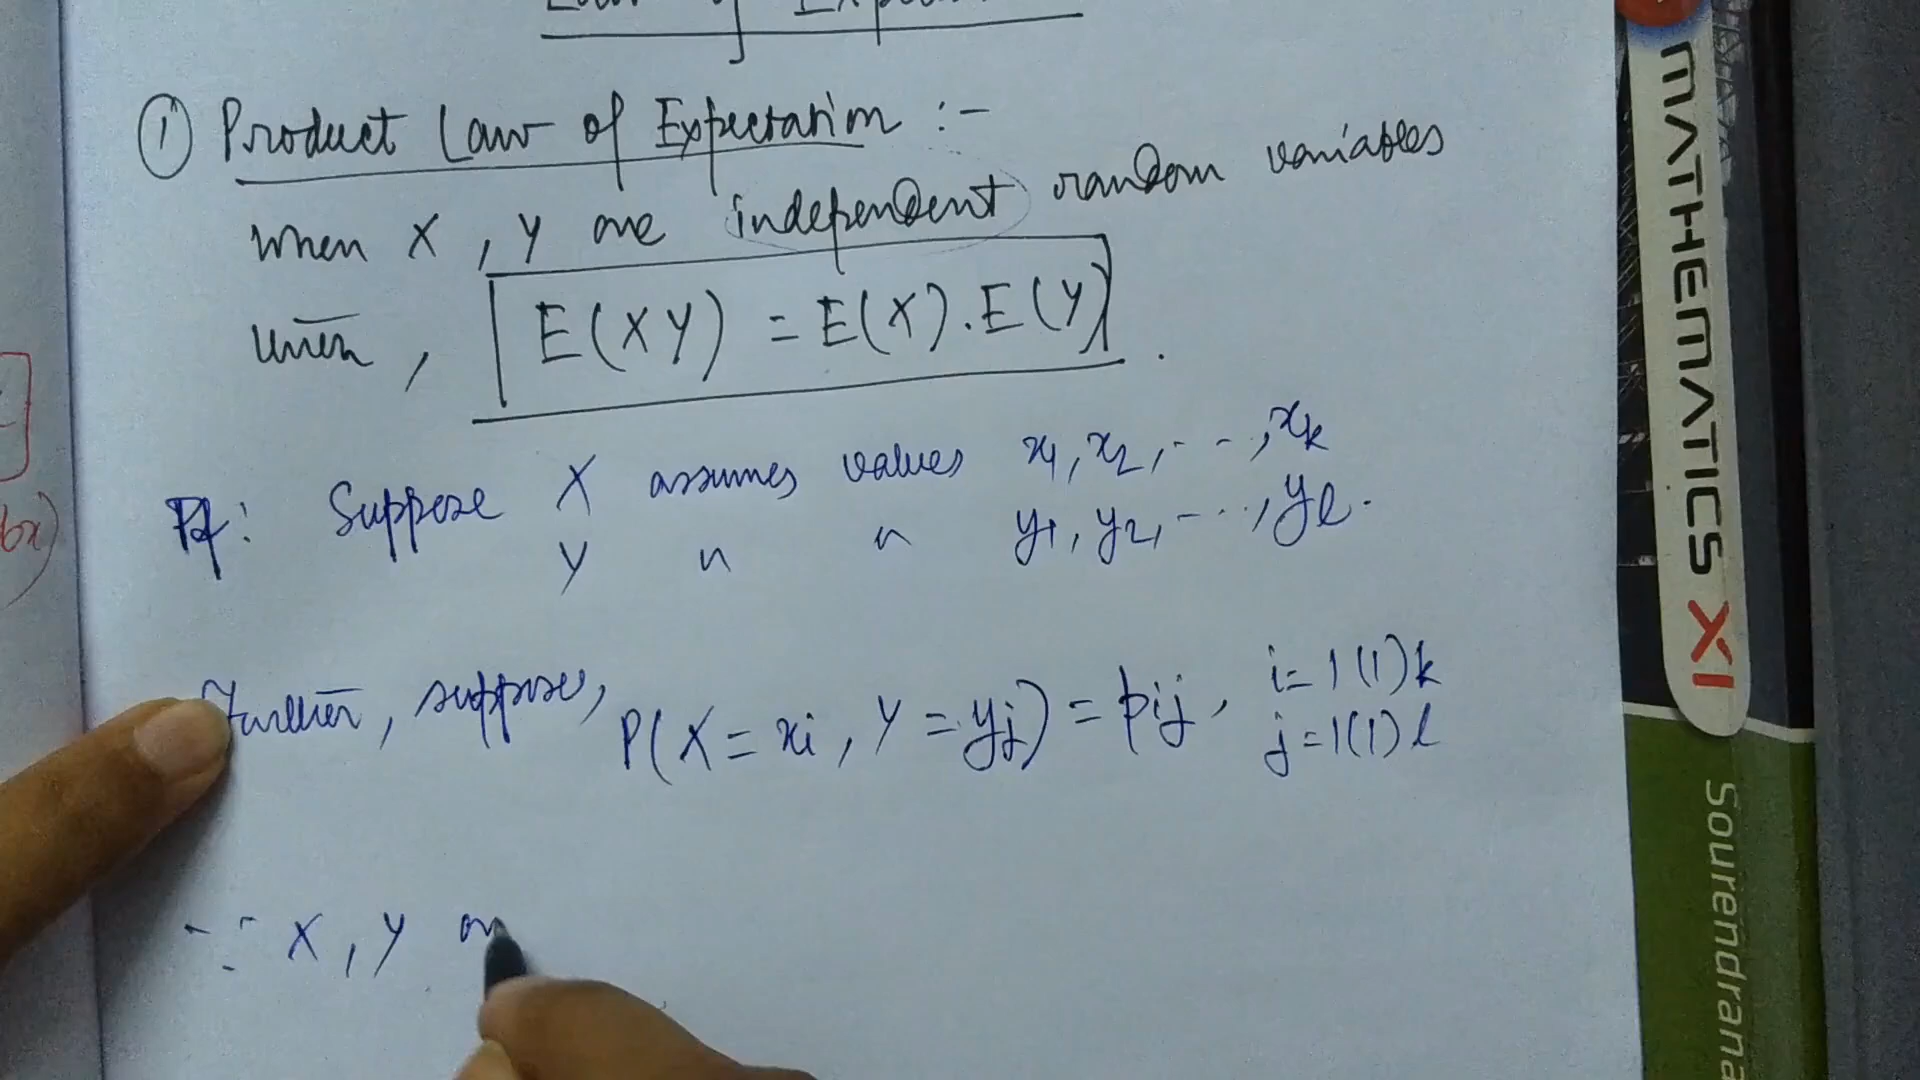 ① Product Law of Expectation :-
when X, Y are independent random variables
then, E(XY) = E(X).E(Y).
Pf: Suppose X assumes values x1, x2, ..., xk
Y " " y1, y2, ..., yl.
Further, suppose, P(X = xi, Y = yj) = pij, i = 1(1)k
j = 1(1)l
∵ X, Y
bx)
MATHEMATICS XI
Sourendrana